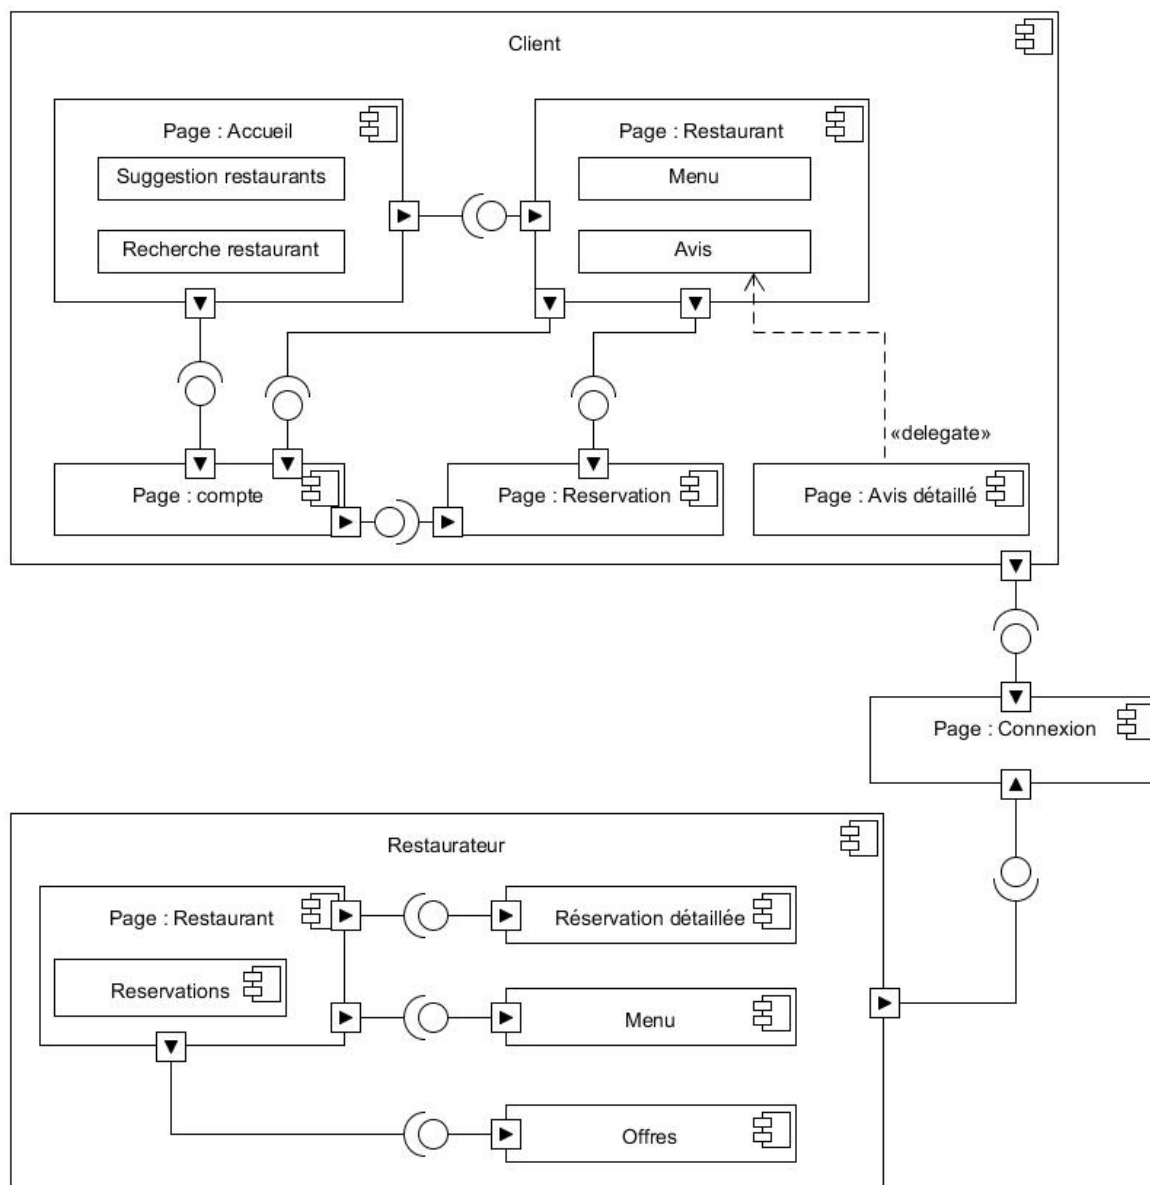 Client
Page : Accueil
Page : Restaurant
Suggestion restaurants
Menu
Recherche restaurant
Avis
«delegate»
Page : compte
Page : Reservation
Page : Avis détaillé
Page : Connexion
Restaurateur
Page : Restaurant
Réservation détaillée
Reservations
Menu
Offres